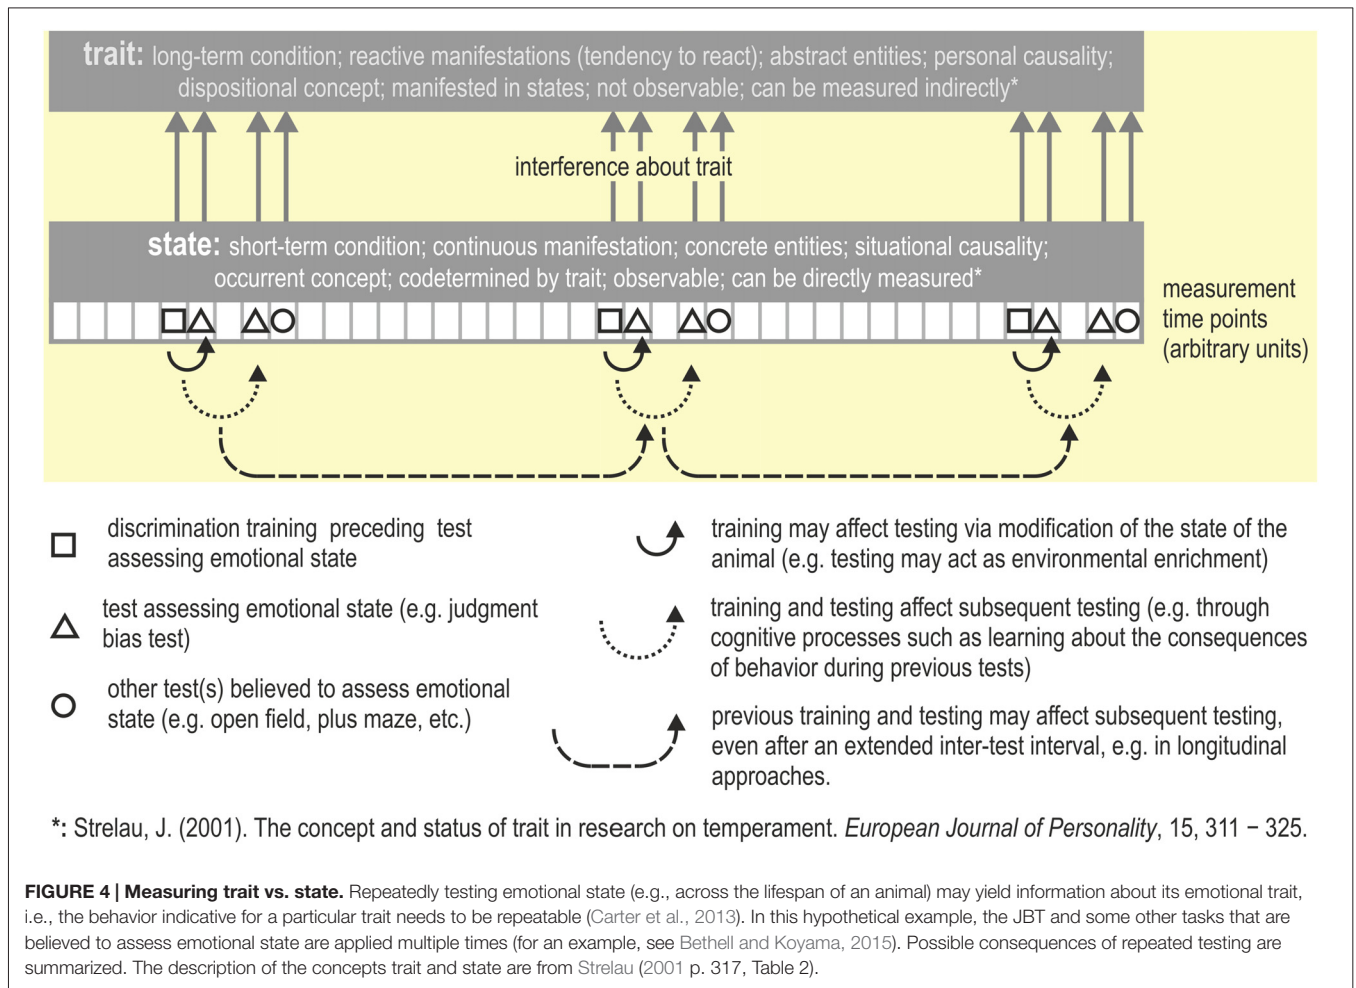 trait: long-term condition; reactive manifestations (tendency to react); abstract entities; personal causality;
dispositional concept; manifested in states; not observable; can be measured indirectly*
interference about trait
state: short-term condition; continuous manifestation; concrete entities; situational causality;
occurrent concept; codetermined by trait; observable; can be directly measured*
measurement
time points
(arbitrary units)
discrimination training preceding test
assessing emotional state
test assessing emotional state (e.g. judgment
bias test)
other test(s) believed to assess emotional
state (e.g. open field, plus maze, etc.)
training may affect testing via modification of the state of the
animal (e.g. testing may act as environmental enrichment)
training and testing affect subsequent testing (e.g. through
cognitive processes such as learning about the consequences
of behavior during previous tests)
previous training and testing may affect subsequent testing,
even after an extended inter-test interval, e.g. in longitudinal
approaches.
*: Strelau, J. (2001). The concept and status of trait in research on temperament. European Journal of Personality, 15, 311 − 325.
FIGURE 4 | Measuring trait vs. state. Repeatedly testing emotional state (e.g., across the lifespan of an animal) may yield information about its emotional trait,
i.e., the behavior indicative for a particular trait needs to be repeatable (Carter et al., 2013). In this hypothetical example, the JBT and some other tasks that are
believed to assess emotional state are applied multiple times (for an example, see Bethell and Koyama, 2015). Possible consequences of repeated testing are
summarized. The description of the concepts trait and state are from Strelau (2001 p. 317, Table 2).